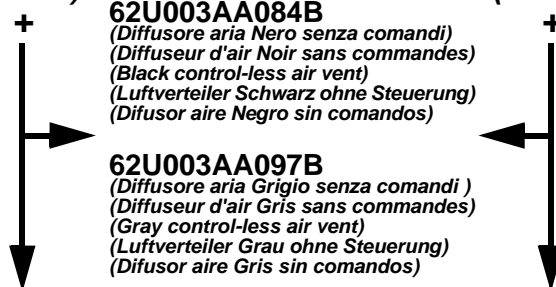 + 62U003AA084B +
(Diffusore aria Nero senza comandi)
(Diffuseur d'air Noir sans commandes)
(Black control-less air vent)
(Luftverteiler Schwarz ohne Steuerung)
(Difusor aire Negro sin comandos)
62U003AA097B
(Diffusore aria Grigio senza comandi )
(Diffuseur d'air Gris sans commandes)
(Gray control-less air vent)
(Luftverteiler Grau ohne Steuerung)
(Difusor aire Gris sin comandos)